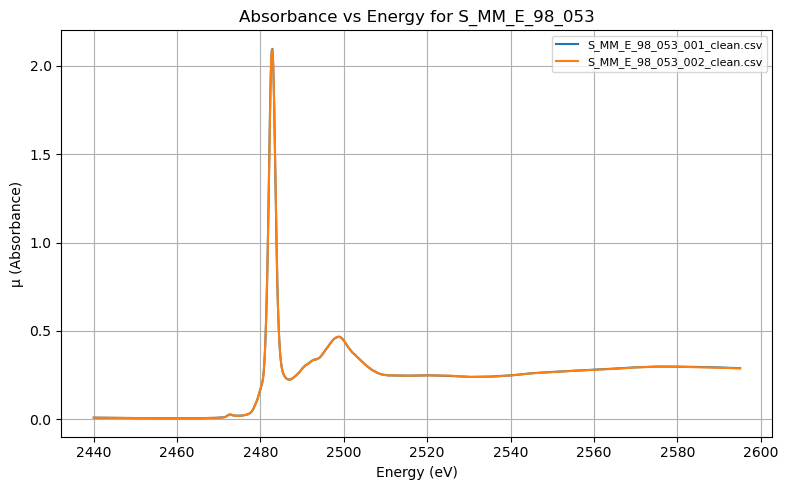 Absorbance vs Energy for S_MM_E_98_053
S_MM_E_98_053_001_clean.csv
S_MM_E_98_053_002_clean.csv
2.0
1.5
1.0
0.5
0.0
μ (Absorbance)
2440 2460 2480 2500 2520 2540 2560 2580 2600
Energy (eV)